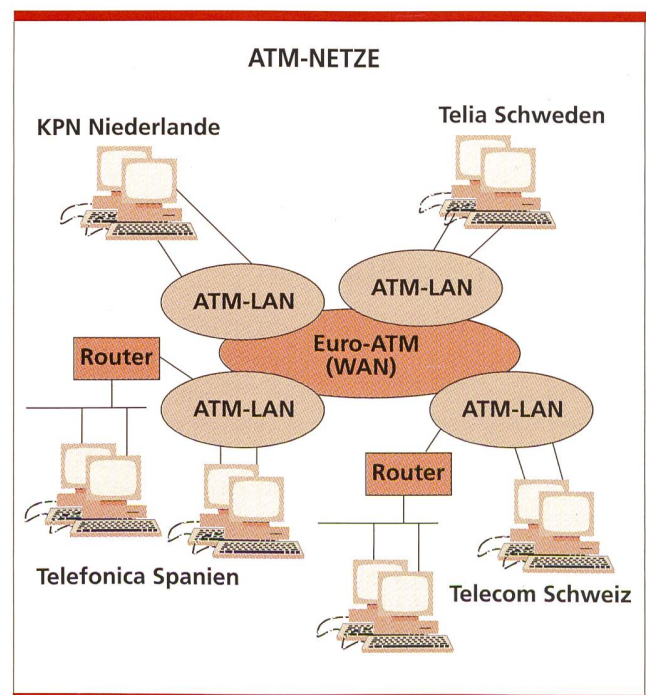 ATM-NETZE
KPN Niederlande
Telia Schweden
ATM-LAN
ATM-LAN
Euro-ATM
(WAN)
Router
ATM-LAN
ATM-LAN
Router
Telefonica Spanien
Telecom Schweiz